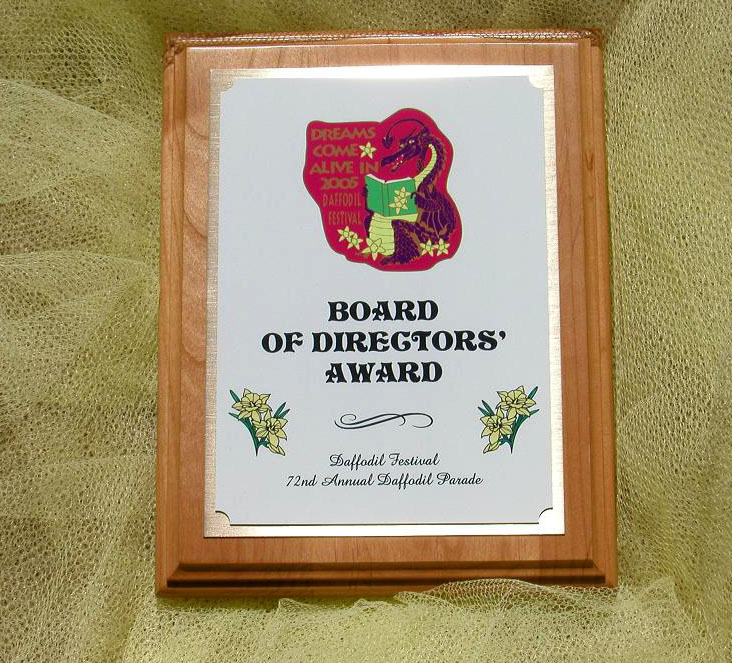 DREAMS
COME
ALIVE IN
2005
DAFFODIL
FESTIVAL
BOARD
OF DIRECTORS'
AWARD
Daffodil Festival
72nd Annual Daffodil Parade